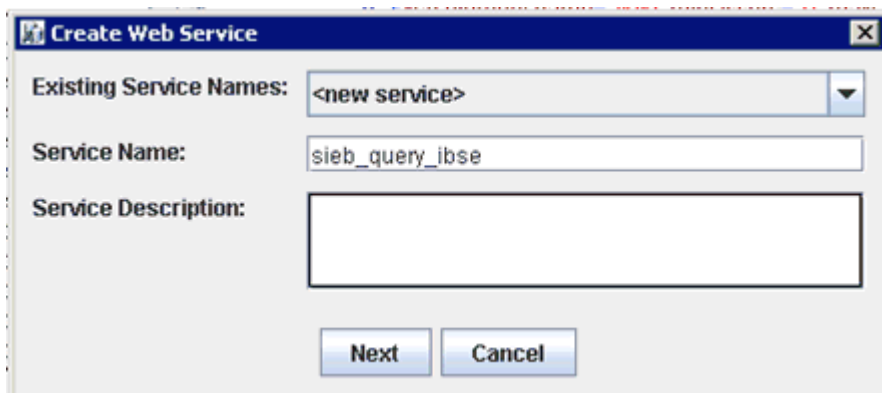 Create Web Service
Existing Service Names: <new service>
Service Name: sieb_query_ibse
Service Description:
Next Cancel